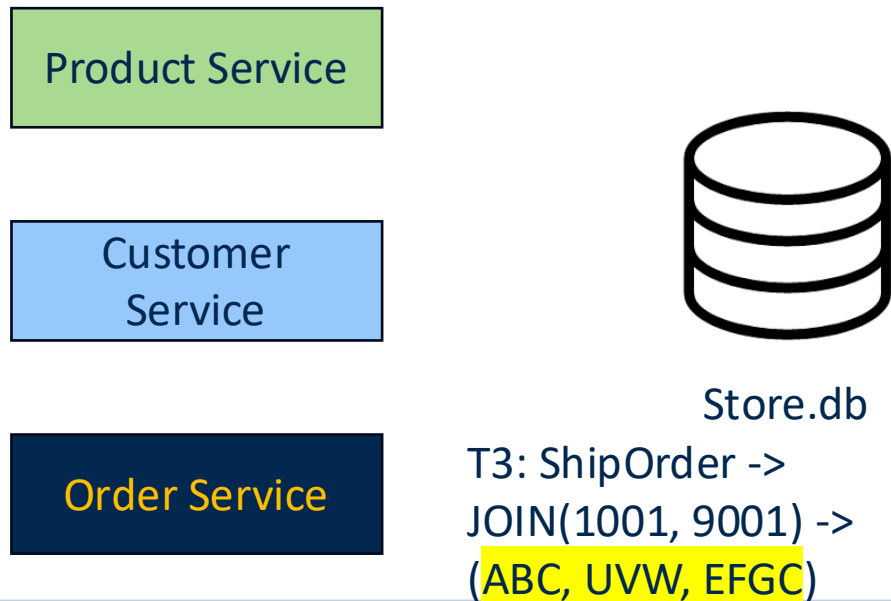 Product Service
Customer
Service
Store.db
Order Service
T3: ShipOrder ->
JOIN(1001, 9001) ->
(ABC, UVW, EFGC)